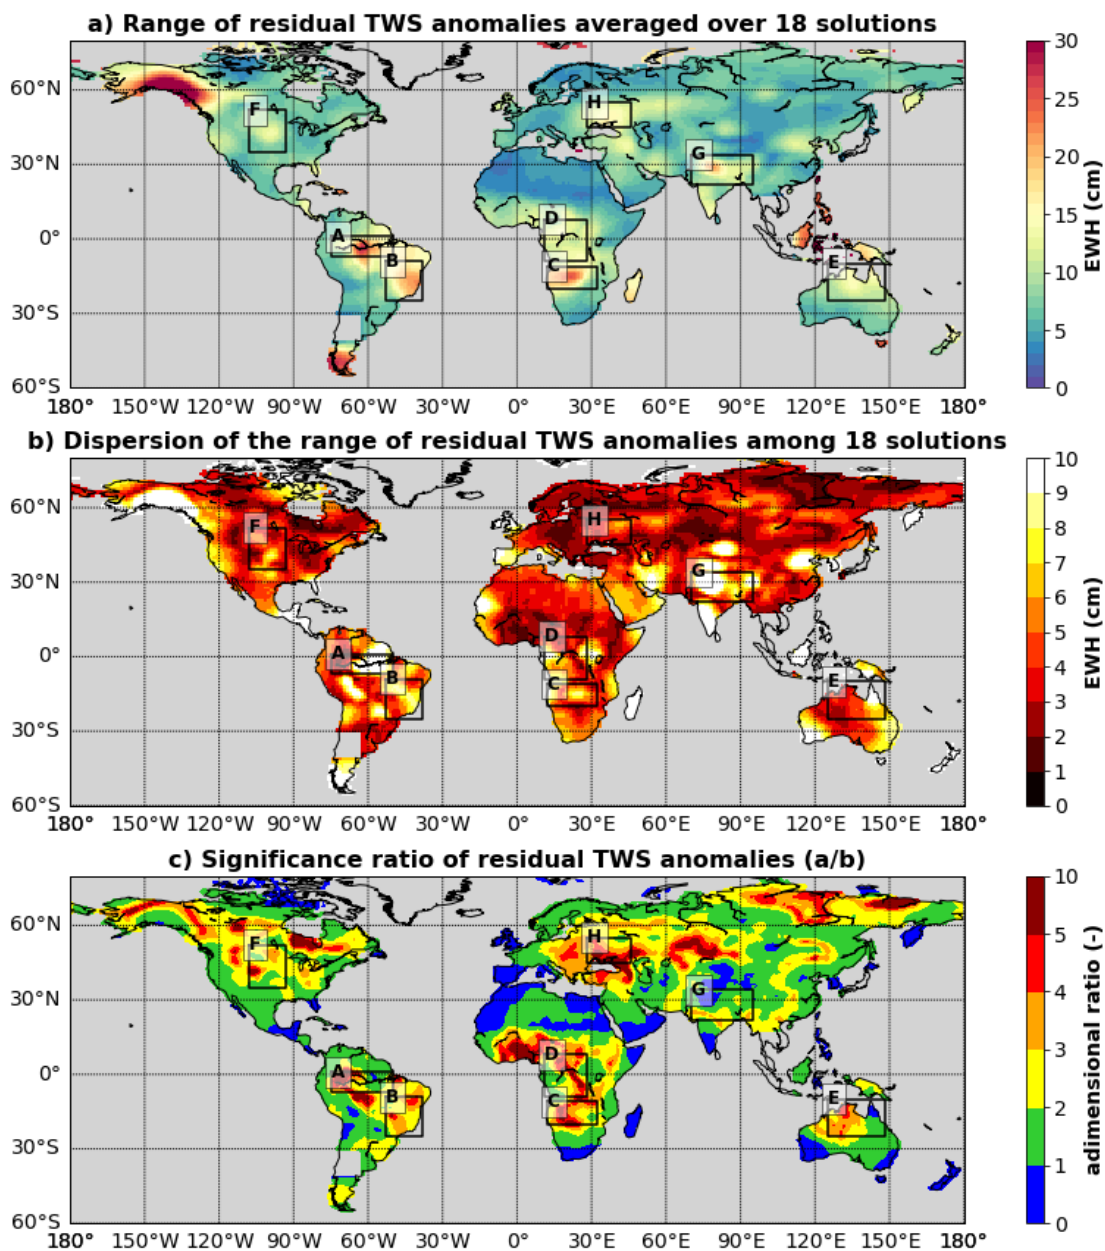 a) Range of residual TWS anomalies averaged over 18 solutions
60°N
30°N
0°
30°S
60°S
180° 150°W 120°W 90°W 60°W 30°W 0° 30°E 60°E 90°E 120°E 150°E 180°
F
H
G
A
B
D
C
E
30
25
20
15
10
5
0
EWH (cm)
b) Dispersion of the range of residual TWS anomalies among 18 solutions
60°N
30°N
0°
30°S
60°S
180° 150°W 120°W 90°W 60°W 30°W 0° 30°E 60°E 90°E 120°E 150°E 180°
F
H
G
A
B
D
C
E
10
9
8
7
6
5
4
3
2
1
0
EWH (cm)
c) Significance ratio of residual TWS anomalies (a/b)
60°N
30°N
0°
30°S
60°S
180° 150°W 120°W 90°W 60°W 30°W 0° 30°E 60°E 90°E 120°E 150°E 180°
F
H
G
A
B
D
C
E
10
5
4
3
2
1
0
adimensional ratio (-)